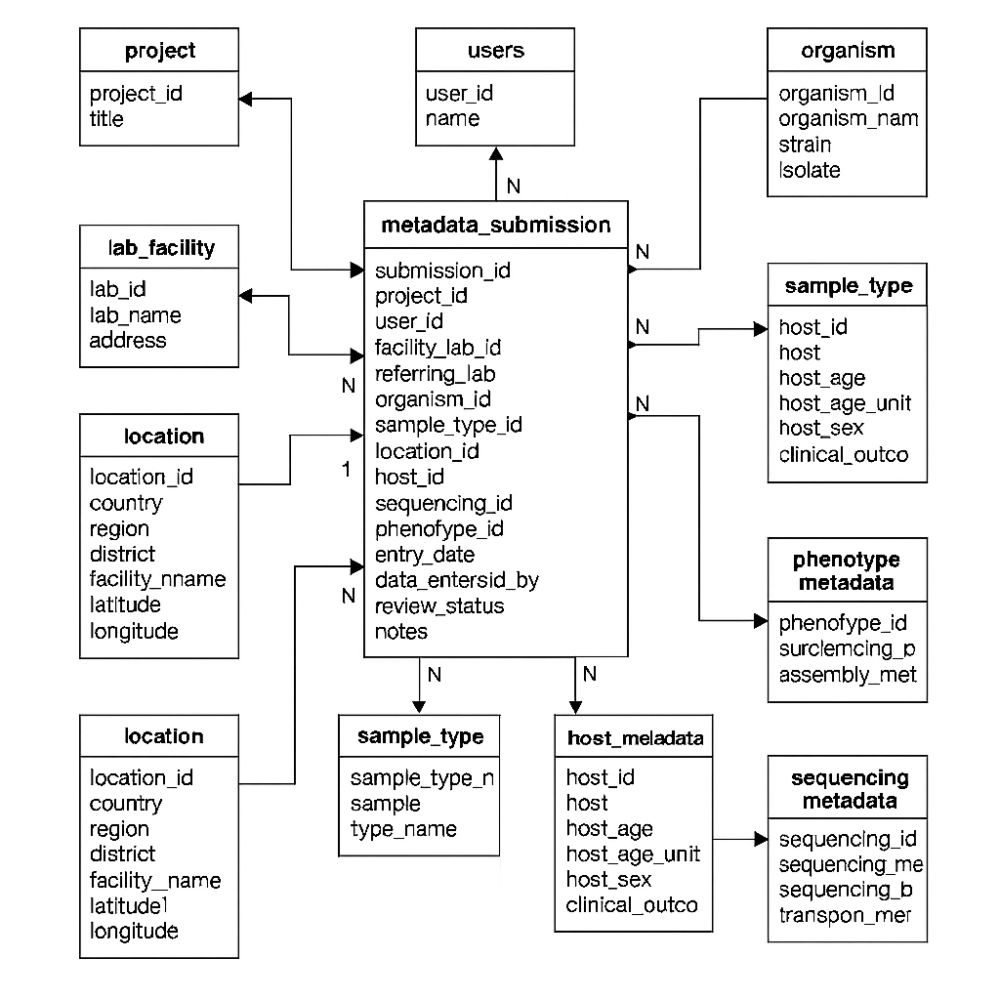 project
project_id
title
users
user_id
name
organism
organism_Id
organism_nam
strain
Isolate
N
lab_facility
lab_id
lab_name
address
metadata_submission
submission_id
project_id
user_id
facility_lab_id
referring_lab
organism_id
sample_type_id
location_id
host_id
sequencing_id
phenofype_id
entry_date
data_entersid_by
review_status
notes
N
N
N
N
1
N
N
N
sample_type
host_id
host
host_age
host_age_unit
host_sex
clinical_outco
location
location_id
country
region
district
facility_nname
latitude
longitude
phenotype
metadata
phenofype_id
surclemcing_p
assembly_met
location
location_id
country
region
district
facility_name
latitude1
longitude
sample_type
sample_type_n
sample
type_name
host_meladata
host_id
host
host_age
host_age_unit
host_sex
clinical_outco
sequencing
metadata
sequencing_id
sequencing_me
sequencing_b
transpon_mer